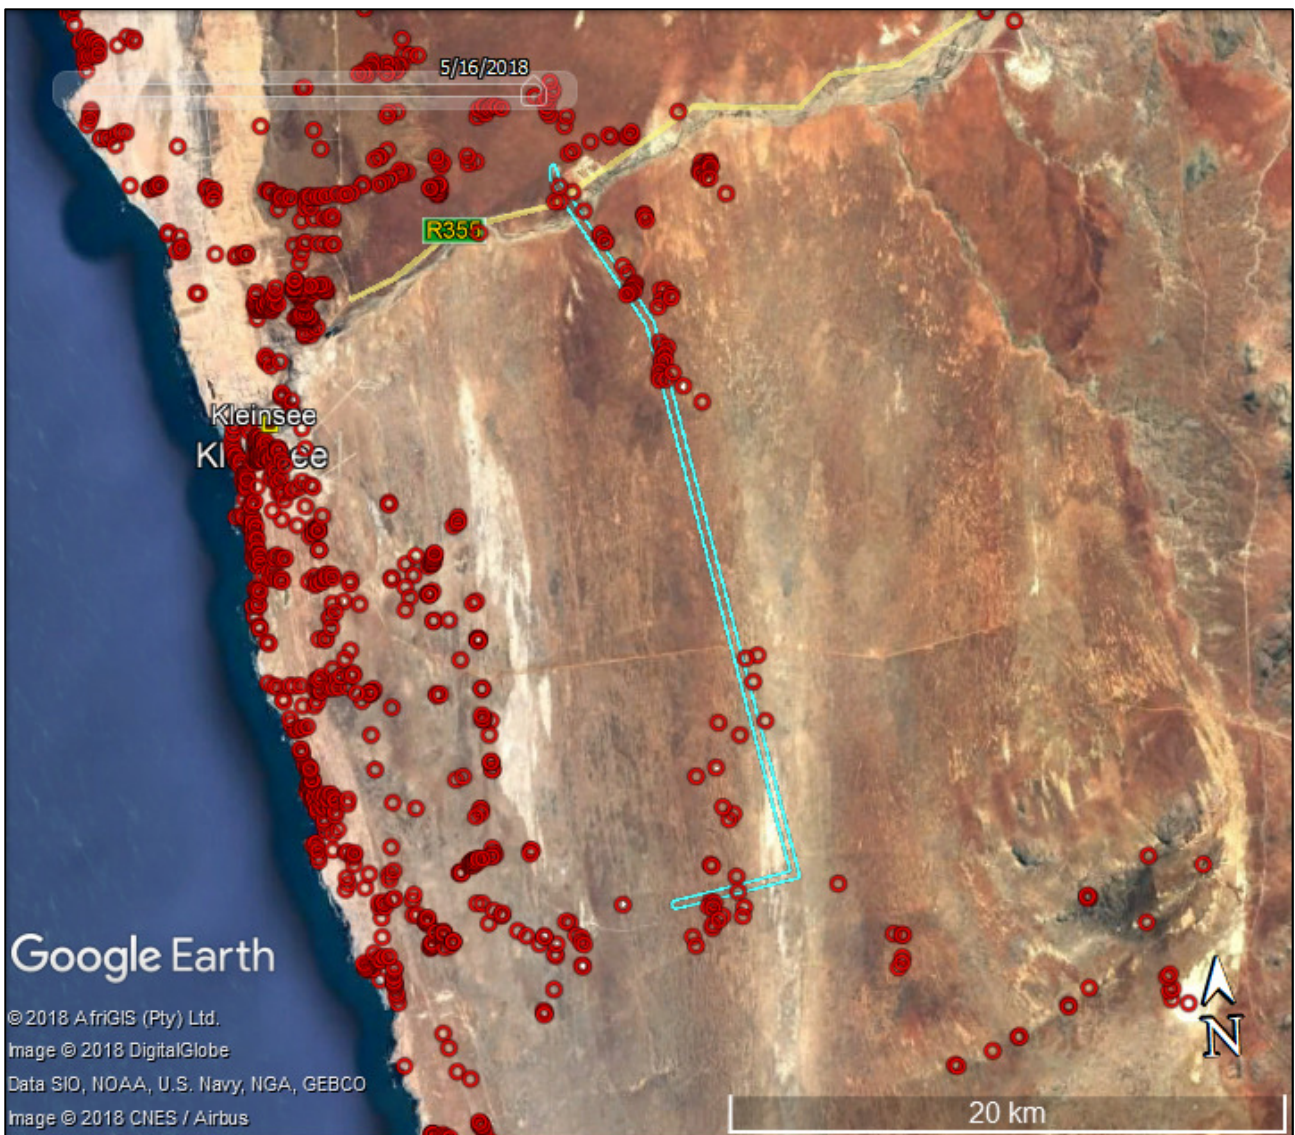 5/16/2018
R355
Kleinsee
Google Earth
© 2018 AfriGIS (Pty) Ltd.
Image © 2018 DigitalGlobe
Data SIO, NOAA, U.S. Navy, NGA, GEBCO
Image © 2018 CNES / Airbus
N
20 km